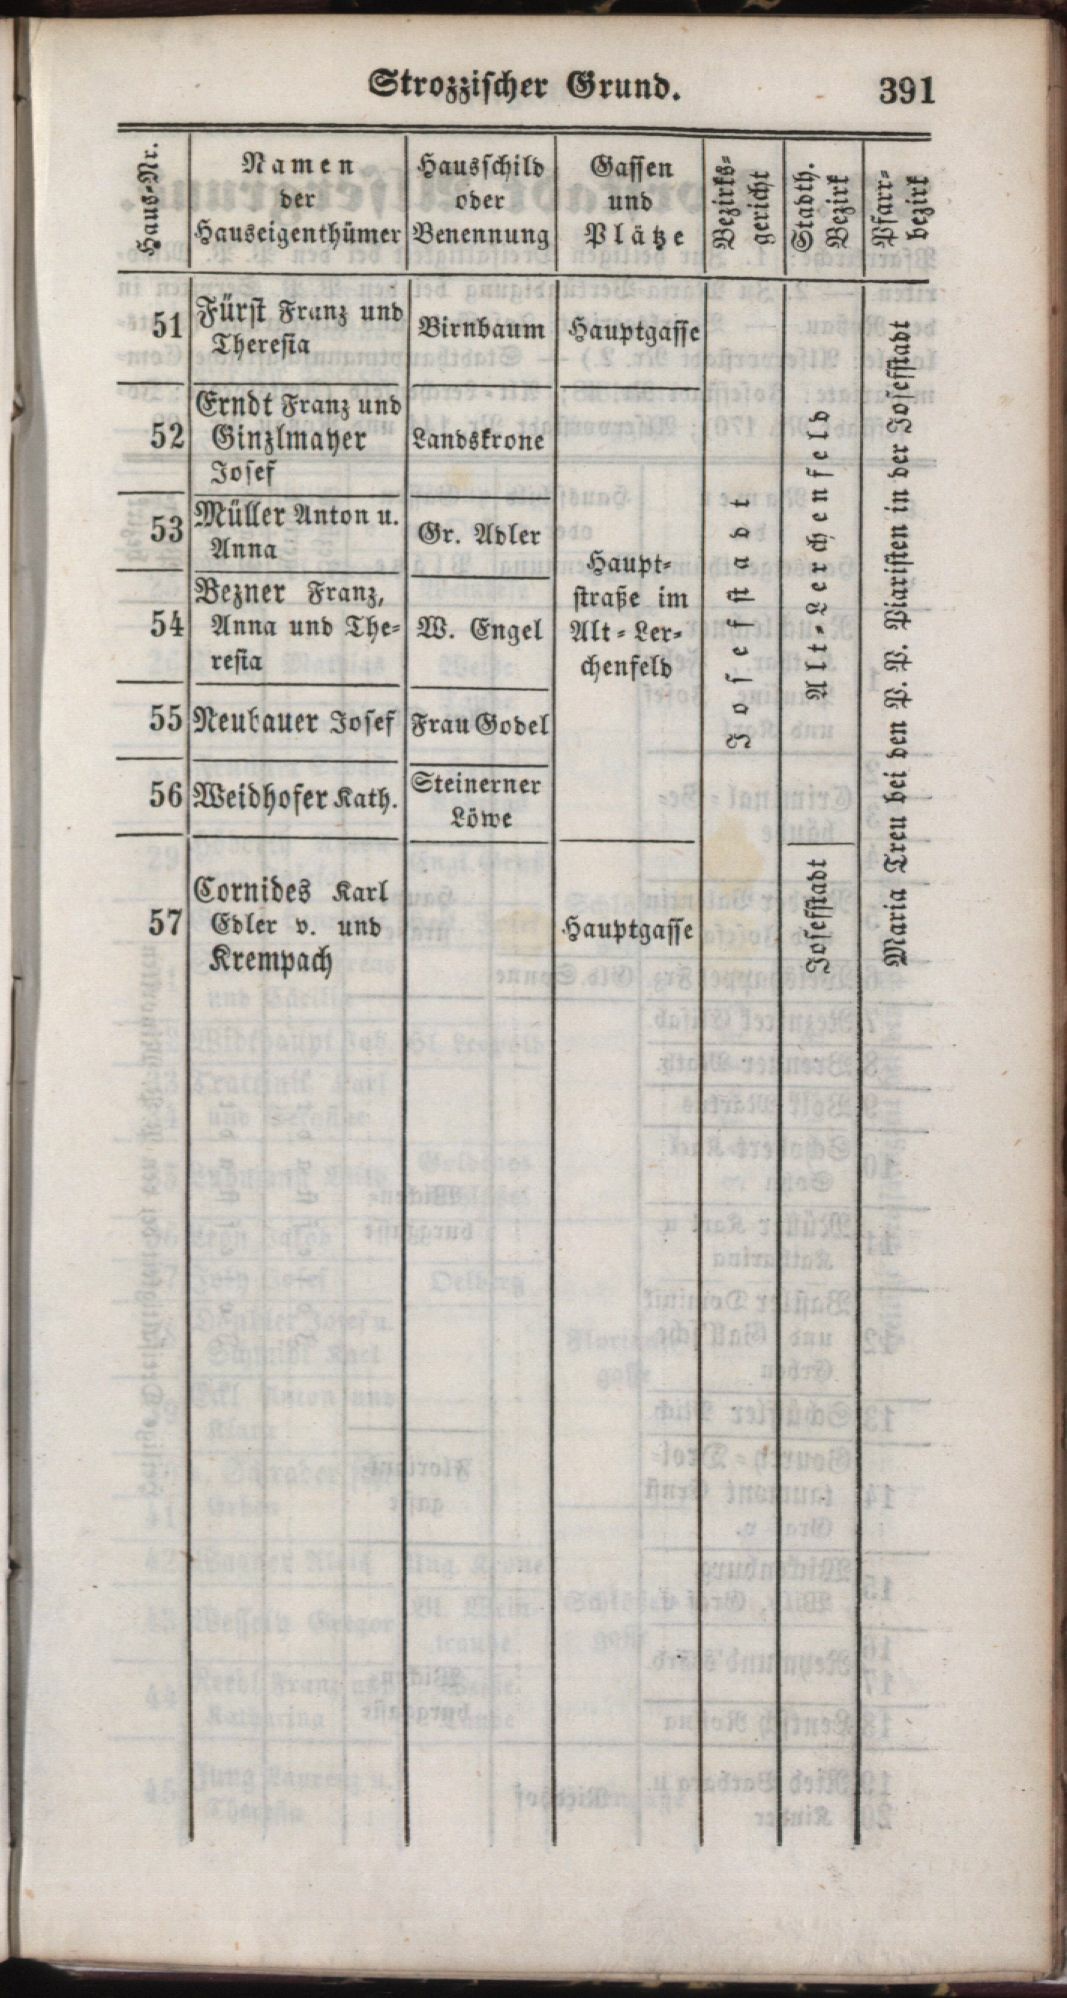 Strozzischer Grund.
391
Haus-Nr.
Namen
der
Hauseigenthümer
Hausschild
oder
Benennung
Gassen
und
Plätze
Bezirks-
gericht
Stadth.
Bezirk
Pfarr-
bezirk
51
Fürst Franz und
Theresia
Birnbaum
Hauptgasse
52
Erndt Franz und
Ginzlmayer
Josef
Landskrone
53
Müller Anton u.
Anna
Gr. Adler
Haupt-
straße im
Alt-Ler-
chenfeld
54
Bezner Franz,
Anna und The-
resia
W. Engel
55
Neubauer Josef
Frau Godel
56
Weidhofer Kath.
Steinerner
Löwe
57
Cornides Karl
Edler v. und
Krempach
Hauptgasse
Josefstadt
Alt-Lerchenfeld
Josefstadt
Maria Treu bei den P. P. Piaristen in der Josefstadt